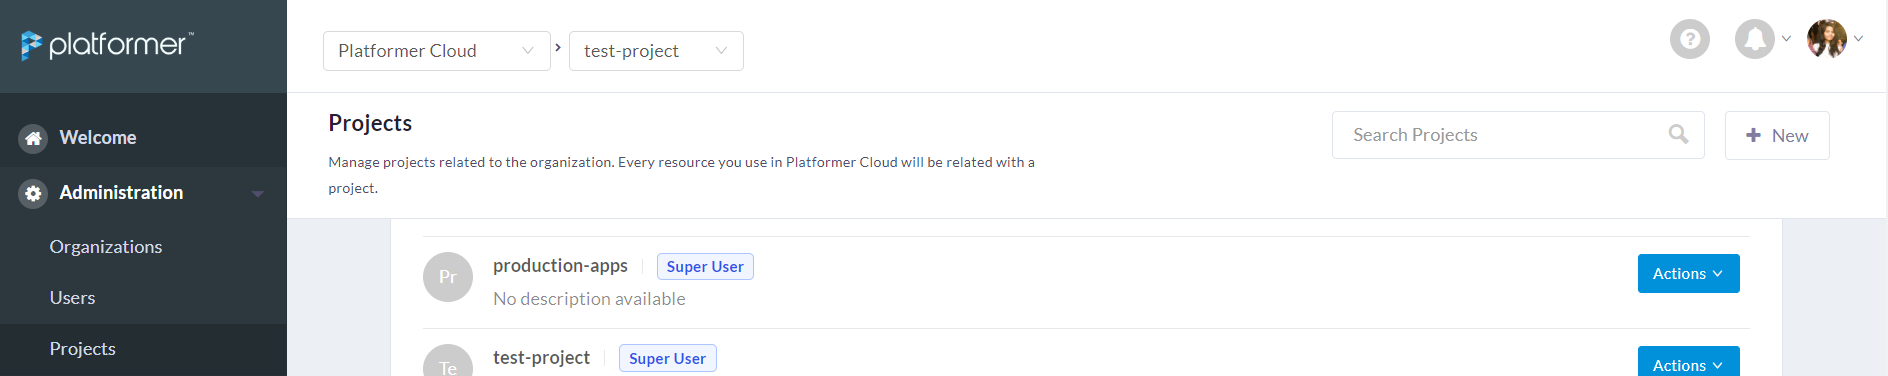 platformer™
Platformer Cloud > test-project
Welcome
Administration
Organizations
Users
Projects
Projects
Manage projects related to the organization. Every resource you use in Platformer Cloud will be related with a
project.
Search Projects
+ New
Pr
production-apps
Super User
No description available
Actions
Te
test-project
Super User
Actions